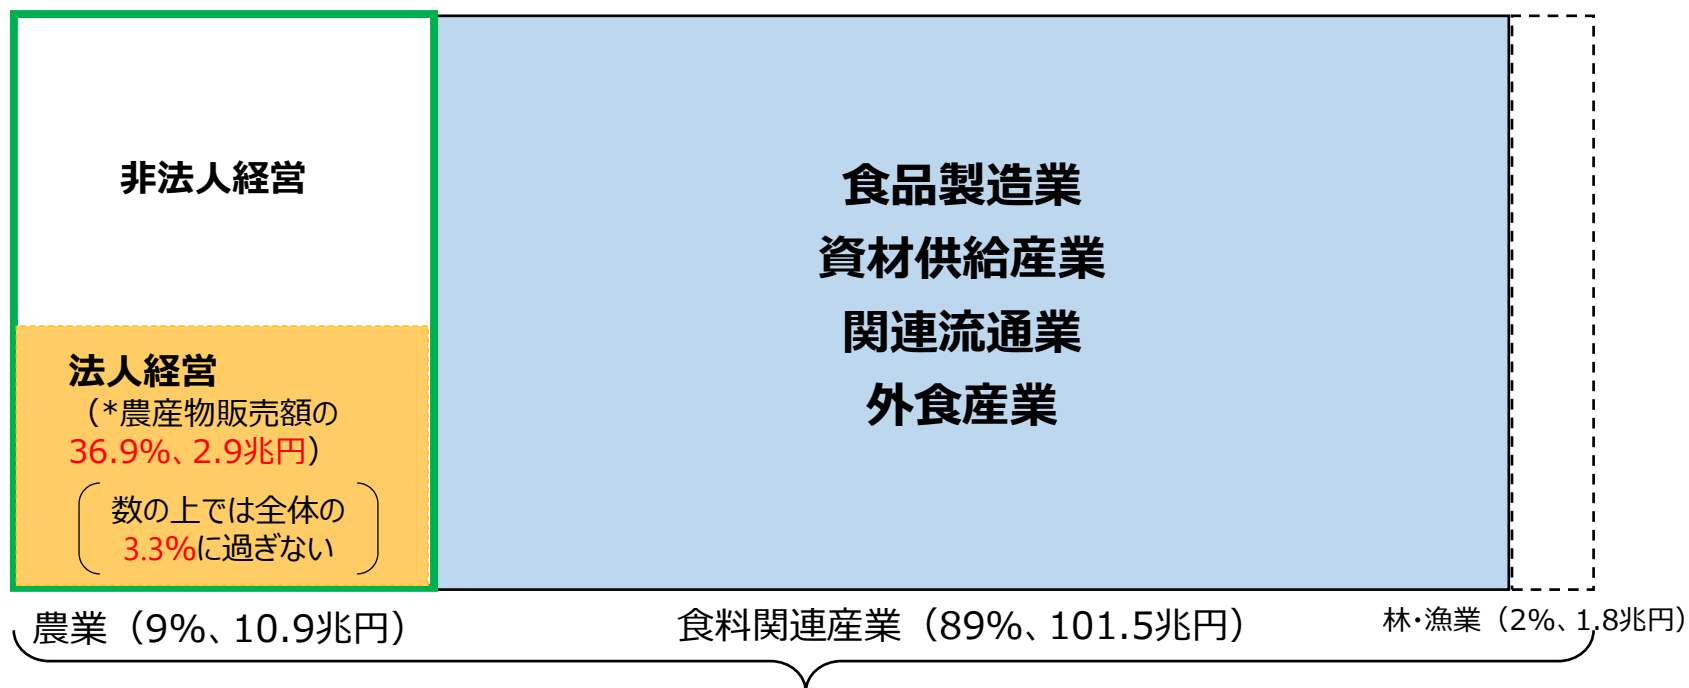 非法人経営
法人経営
（*農産物販売額の
36.9%、2.9兆円）
数の上では全体の
3.3%に過ぎない
食品製造業
資材供給産業
関連流通業
外食産業
農業（9%、10.9兆円）
食料関連産業（89%、101.5兆円）
林･漁業（2%、1.8兆円）